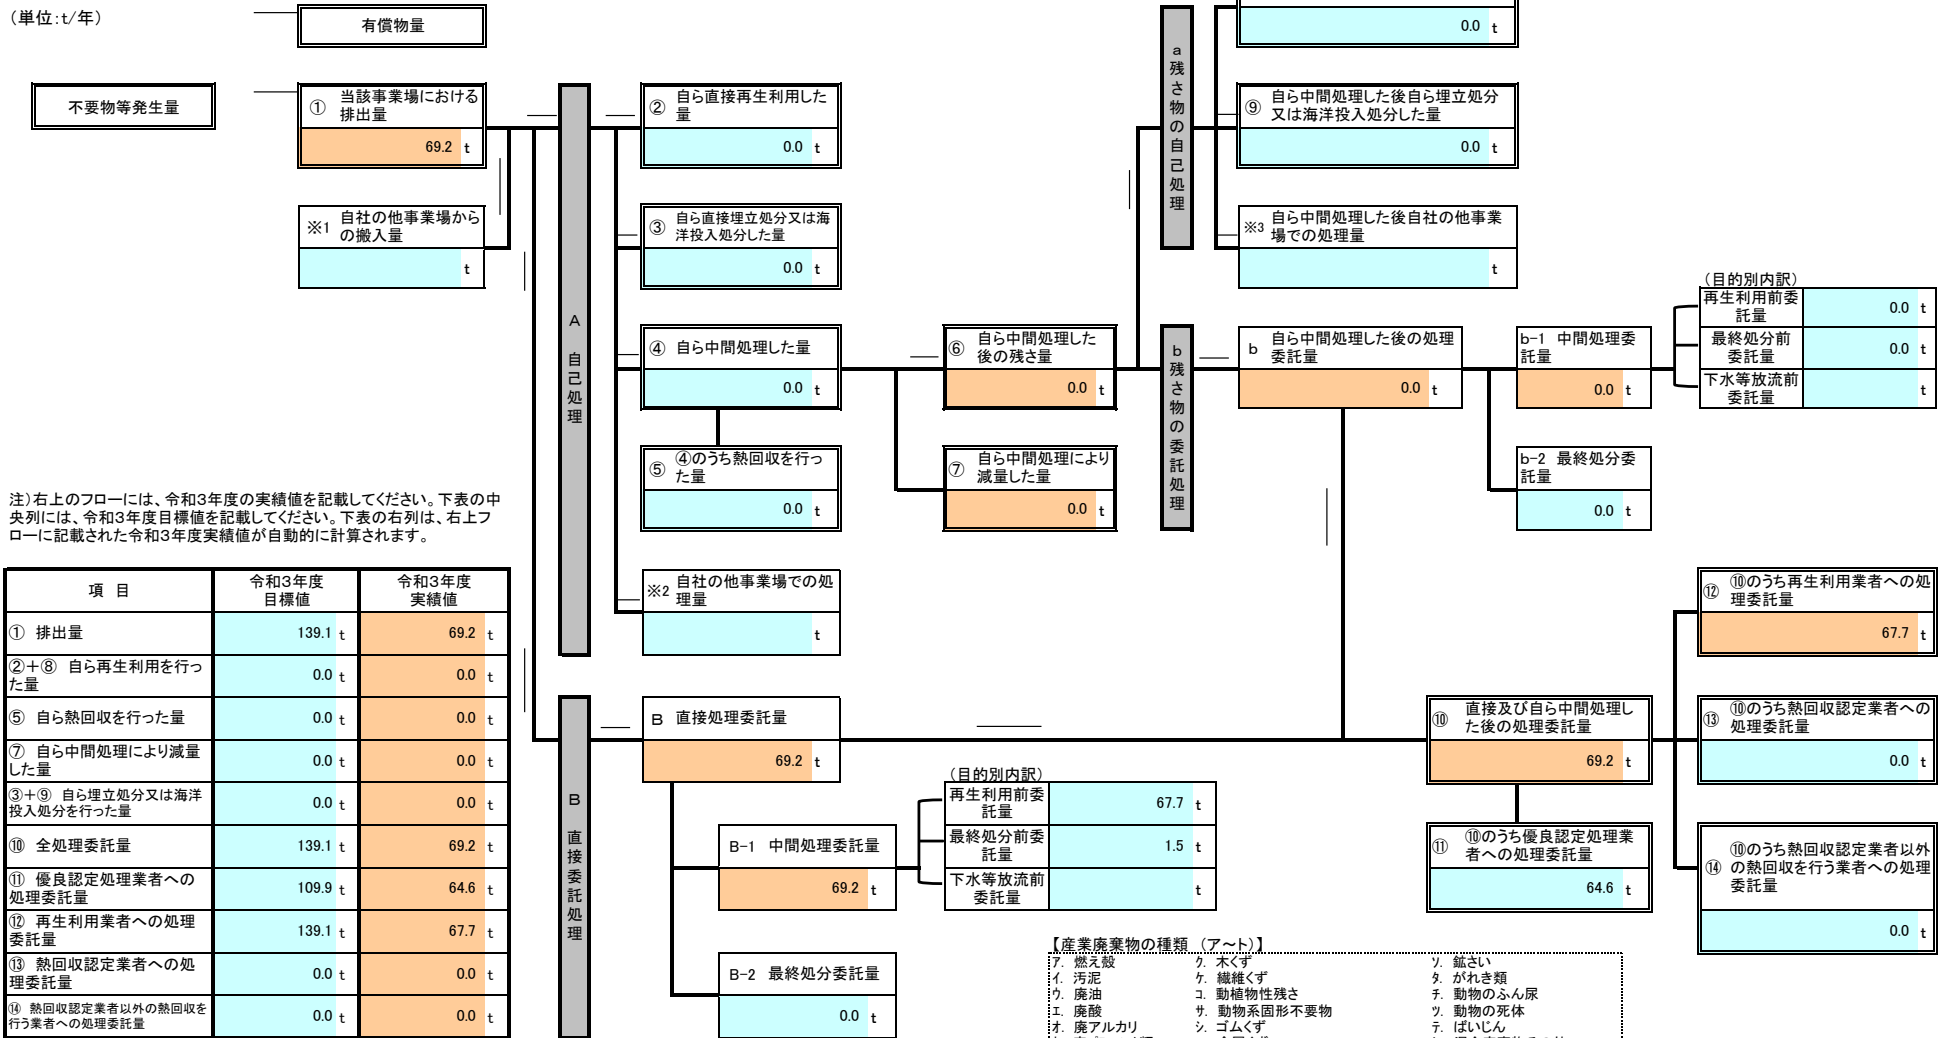 （単位：t/年）
有償物量
不要物等発生量
① 当該事業場における
排出量
69.2 t
※1 自社の他事業場から
の搬入量
t
A 自己処理
② 自ら直接再生利用した
量
0.0 t
③ 自ら直接埋立処分又は海
洋投入処分した量
0.0 t
④ 自ら中間処理した量
0.0 t
⑤ ④のうち熱回収を行っ
た量
0.0 t
※2 自社の他事業場での処
理量
t
⑥ 自ら中間処理した
後の残さ量
0.0 t
⑦ 自ら中間処理により
減量した量
0.0 t
a 残さ物の自己処理
0.0 t
⑨ 自ら中間処理した後自ら埋立処分
又は海洋投入処分した量
0.0 t
※3 自ら中間処理した後自社の他事業
場での処理量
t
b 残さ物の委託処理
b 自ら中間処理した後の処理
委託量
0.0 t
b-1 中間処理委
託量
0.0 t
（目的別内訳）
再生利用前委
託量
0.0 t
最終処分前
委託量
0.0 t
下水等放流前
委託量
t
b-2 最終処分委
託量
0.0 t
注）右上のフローには、令和3年度の実績値を記載してください。下表の中
央列には、令和3年度目標値を記載してください。下表の右列は、右上フ
ローに記載された令和3年度実績値が自動的に計算されます。
項 目 令和3年度
目標値 令和3年度
実績値
① 排出量 139.1 t 69.2 t
②＋⑧ 自ら再生利用を行っ
た量 0.0 t 0.0 t
⑤ 自ら熱回収を行った量 0.0 t 0.0 t
⑦ 自ら中間処理により減量
した量 0.0 t 0.0 t
③＋⑨ 自ら埋立処分又は海洋
投入処分を行った量 0.0 t 0.0 t
⑩ 全処理委託量 139.1 t 69.2 t
⑪ 優良認定処理業者への
処理委託量 109.9 t 64.6 t
⑫ 再生利用業者への処理
委託量 139.1 t 67.7 t
⑬ 熱回収認定業者への処
理委託量 0.0 t 0.0 t
⑭ 熱回収認定業者以外の熱回収を
行う業者への処理委託量 0.0 t 0.0 t
B 直接委託処理
B 直接処理委託量
69.2 t
B-1 中間処理委託量
69.2 t
（目的別内訳）
再生利用前委
託量
67.7 t
最終処分前委
託量
1.5 t
下水等放流前
委託量
t
B-2 最終処分委託量
0.0 t
⑩ 直接及び自ら中間処理し
た後の処理委託量
69.2 t
⑪ ⑩のうち優良認定処理業
者への処理委託量
64.6 t
⑫ ⑩のうち再生利用業者への処
理委託量
67.7 t
⑬ ⑩のうち熱回収認定業者への
処理委託量
0.0 t
⑭ ⑩のうち熱回収認定業者以外
の熱回収を行う業者への処理
委託量
0.0 t
【産業廃棄物の種類 （ア～ト）】
ア. 燃え殻 ク. 木くず ソ. 鉱さい
イ. 汚泥 ケ. 繊維くず タ. がれき類
ウ. 廃油 コ. 動植物性残さ チ. 動物のふん尿
エ. 廃酸 サ. 動物系固形不要物 ツ. 動物の死体
オ. 廃アルカリ シ. ゴムくず テ. ばいじん